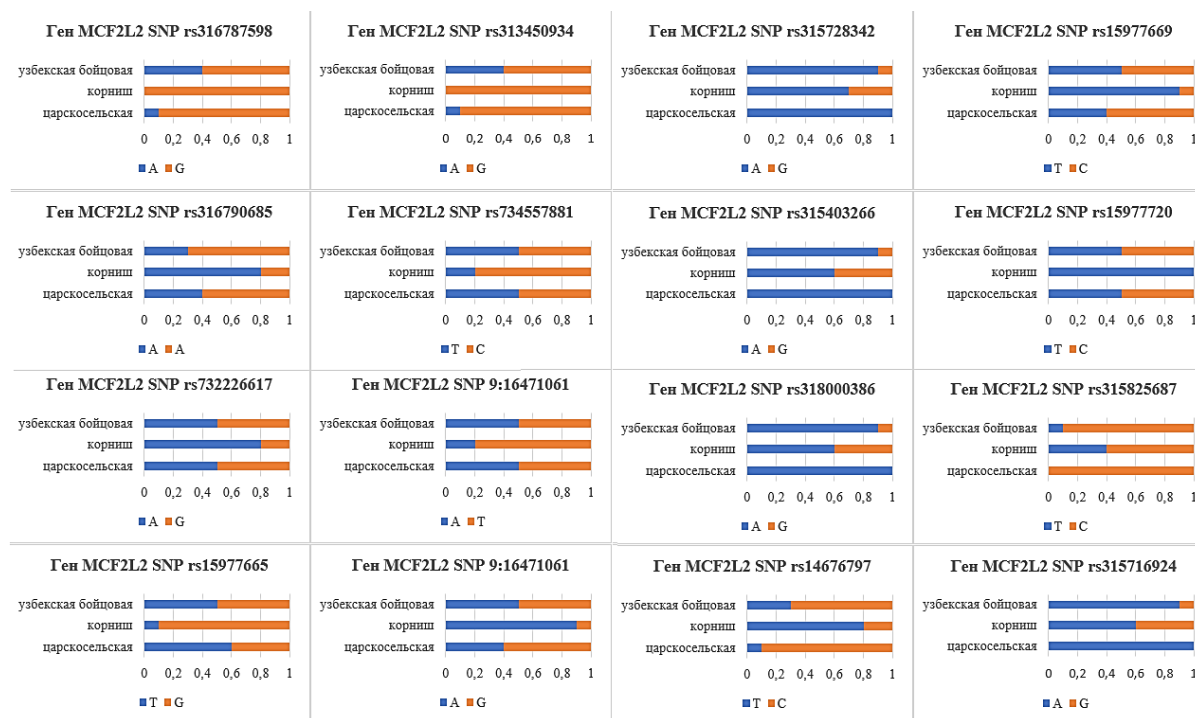 Ген MCF2L2 SNP rs316787598
узбекская бойцовая
корниш
царскосельская
0 0,2 0,4 0,6 0,8 1
A G
Ген MCF2L2 SNP rs313450934
узбекская бойцовая
корниш
царскосельская
0 0,2 0,4 0,6 0,8 1
A G
Ген MCF2L2 SNP rs315728342
узбекская бойцовая
корниш
царскосельская
0 0,2 0,4 0,6 0,8 1
A G
Ген MCF2L2 SNP rs15977669
узбекская бойцовая
корниш
царскосельская
0 0,2 0,4 0,6 0,8 1
T C
Ген MCF2L2 SNP rs316790685
узбекская бойцовая
корниш
царскосельская
0 0,2 0,4 0,6 0,8 1
A A
Ген MCF2L2 SNP rs734557881
узбекская бойцовая
корниш
царскосельская
0 0,2 0,4 0,6 0,8 1
T C
Ген MCF2L2 SNP rs315403266
узбекская бойцовая
корниш
царскосельская
0 0,2 0,4 0,6 0,8 1
A G
Ген MCF2L2 SNP rs15977720
узбекская бойцовая
корниш
царскосельская
0 0,2 0,4 0,6 0,8 1
T C
Ген MCF2L2 SNP rs732226617
узбекская бойцовая
корниш
царскосельская
0 0,2 0,4 0,6 0,8 1
A G
Ген MCF2L2 SNP 9:16471061
узбекская бойцовая
корниш
царскосельская
0 0,2 0,4 0,6 0,8 1
A T
Ген MCF2L2 SNP rs318000386
узбекская бойцовая
корниш
царскосельская
0 0,2 0,4 0,6 0,8 1
A G
Ген MCF2L2 SNP rs315825687
узбекская бойцовая
корниш
царскосельская
0 0,2 0,4 0,6 0,8 1
T C
Ген MCF2L2 SNP rs15977665
узбекская бойцовая
корниш
царскосельская
0 0,2 0,4 0,6 0,8 1
T G
Ген MCF2L2 SNP 9:16471061
узбекская бойцовая
корниш
царскосельская
0 0,2 0,4 0,6 0,8 1
A G
Ген MCF2L2 SNP rs14676797
узбекская бойцовая
корниш
царскосельская
0 0,2 0,4 0,6 0,8 1
T C
Ген MCF2L2 SNP rs315716924
узбекская бойцовая
корниш
царскосельская
0 0,2 0,4 0,6 0,8 1
A G